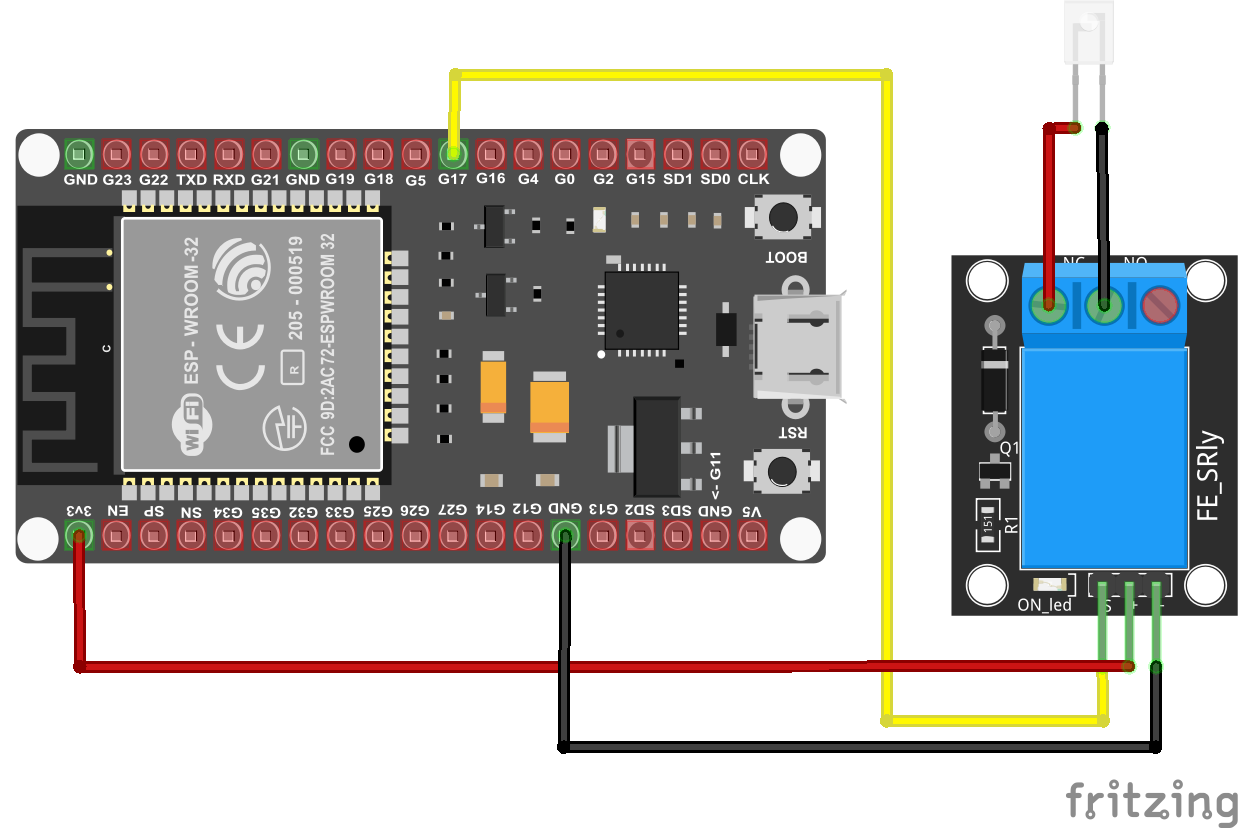 GND G23 G22 TXD RXD G21 GND G19 G18 G5 G17 G16 G4 G0 G2 G15 SD1 SD0 CLK
C
ESP - WROOM-32
WiFi
CE
R
205 - 000519
FCC 9D:2AC72-ESPWROOM 32
BOOT
RST
<- G11
3v3 EN SP SN G34 G35 G32 G33 G25 G26 G27 G14 G12 GND G13 SD2 SD3 GND V5
NC NO
Q1
151
R1
FE_SRly
ON_led
S + -
fritzing